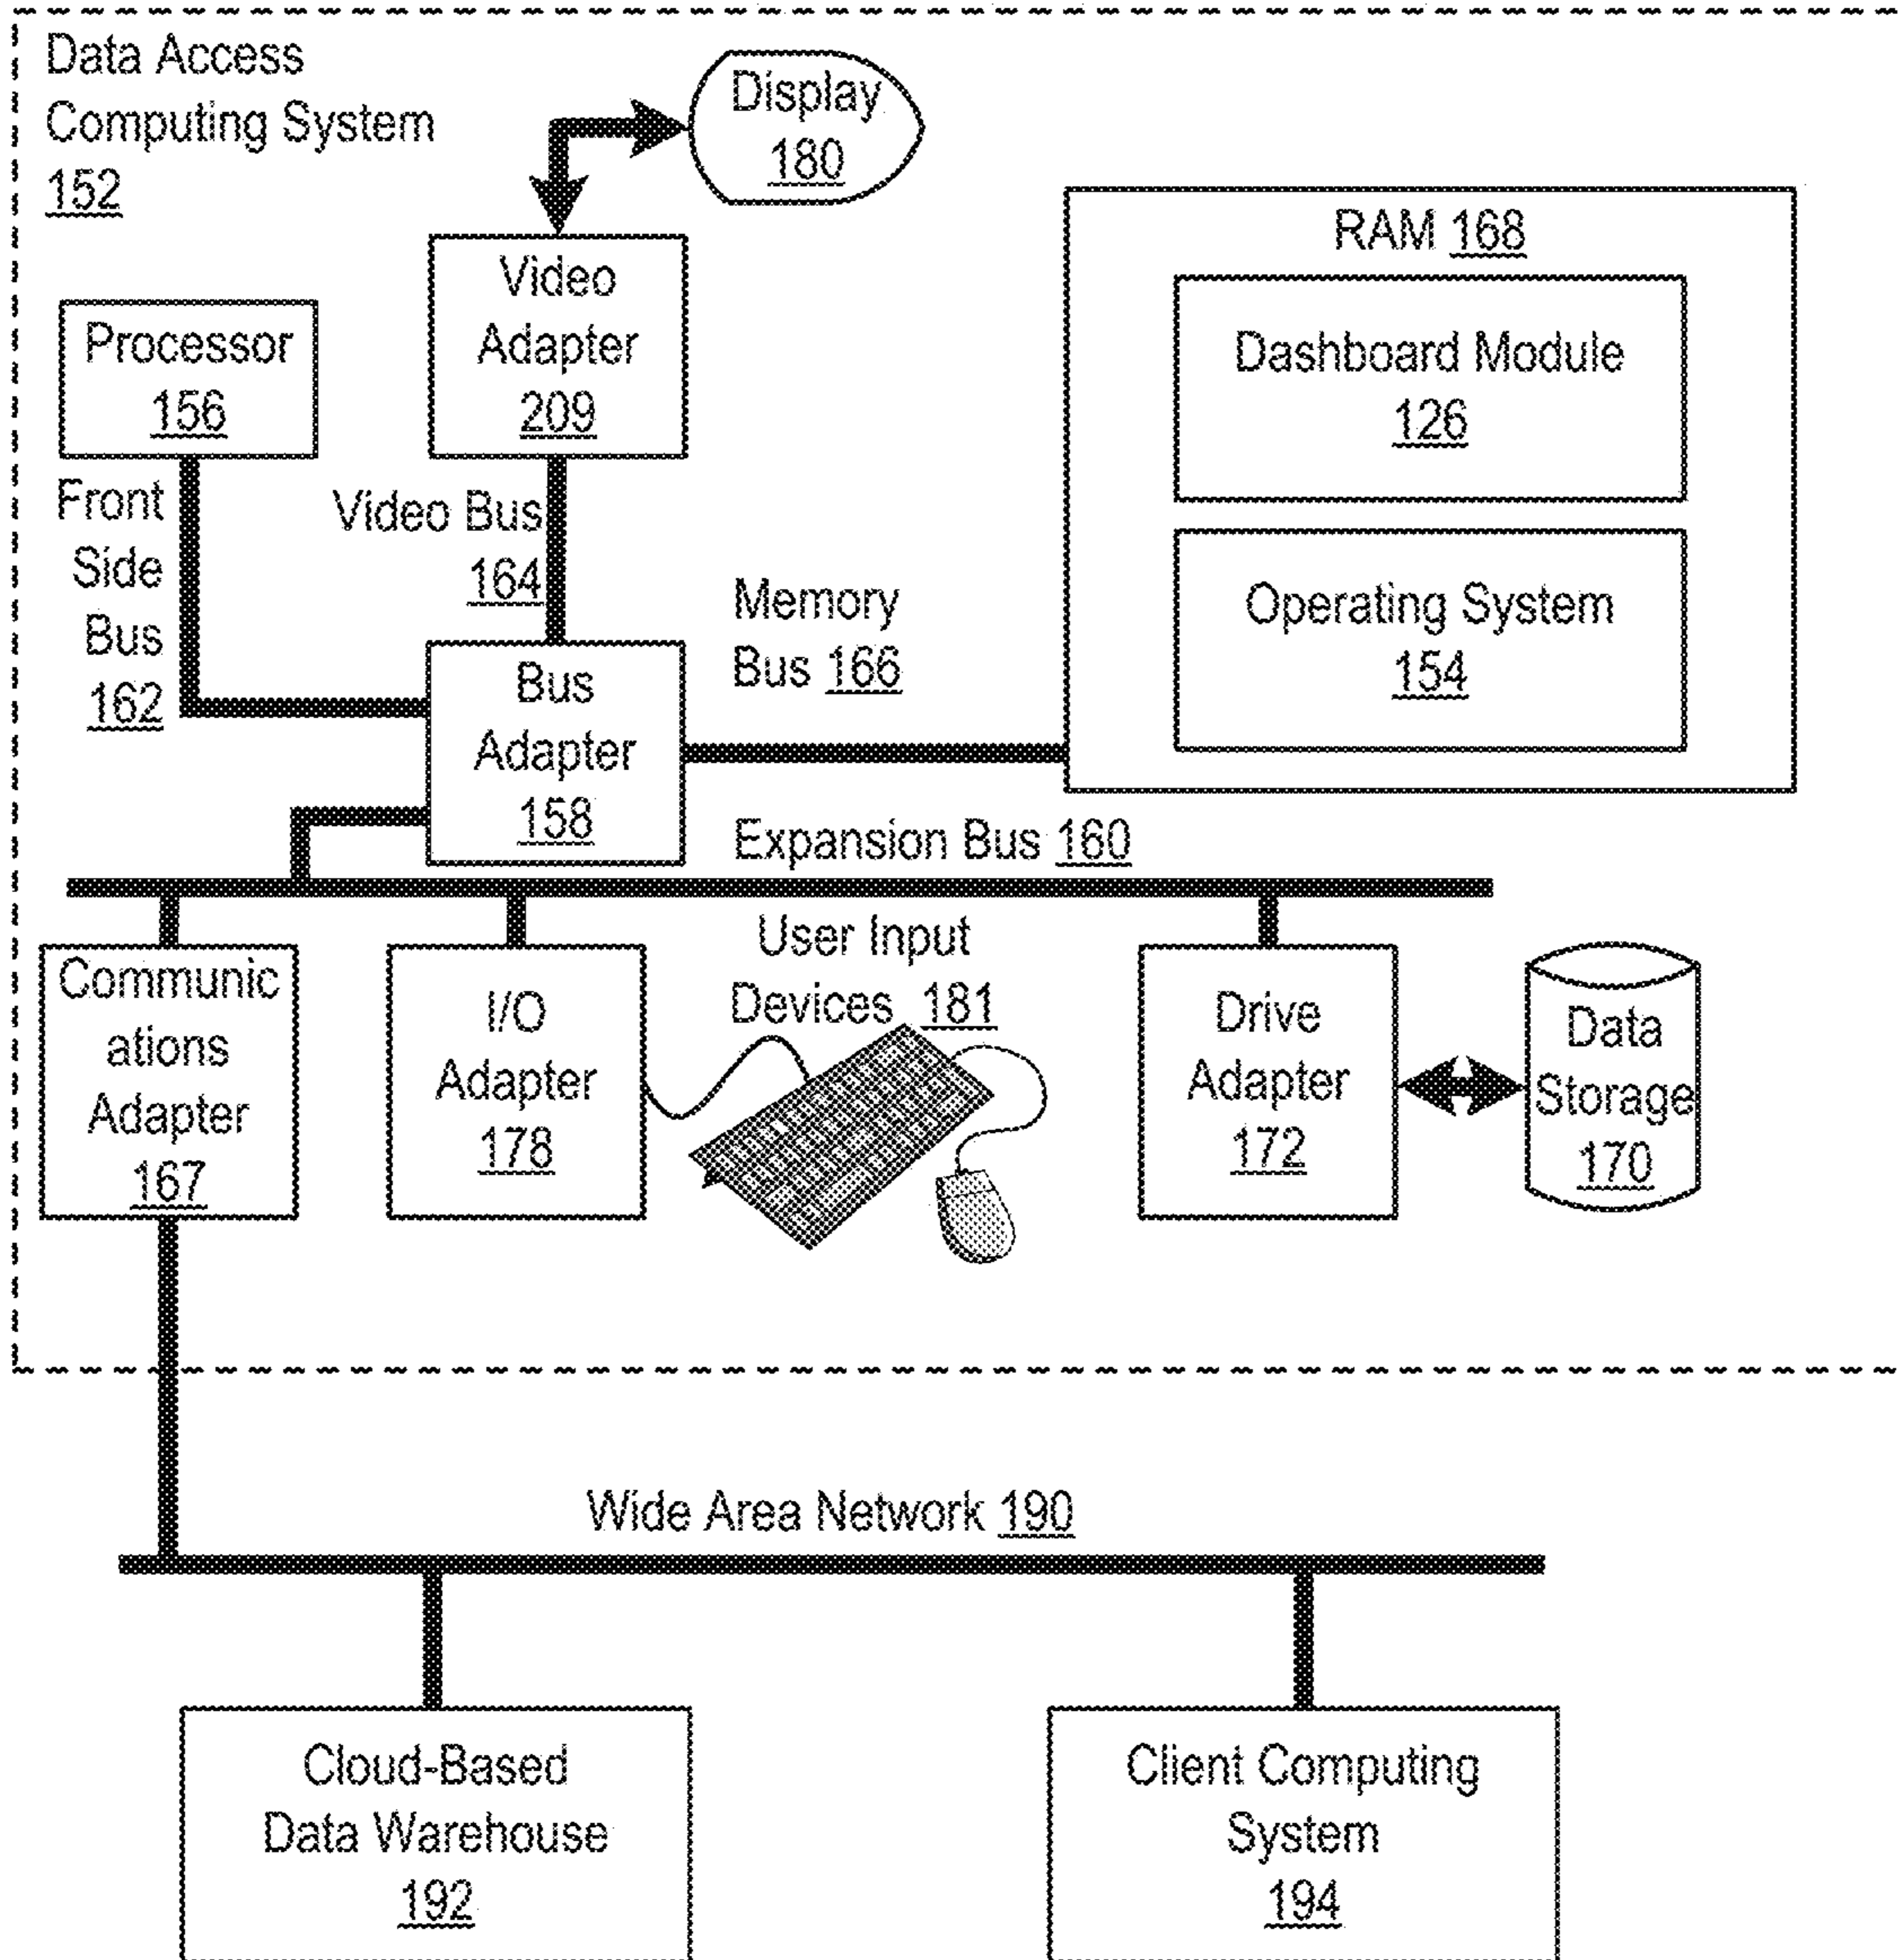 Data Access
Computing System
152
Display
180
Video
Adapter
209
Processor
156
RAM 168
Dashboard Module
126
Operating System
154
Front
Side
Bus
162
Video Bus
164
Memory
Bus 166
Bus
Adapter
158
Expansion Bus 160
Communic
ations
Adapter
167
I/O
Adapter
178
User Input
Devices 181
Drive
Adapter
172
Data
Storage
170
Wide Area Network 190
Cloud-Based
Data Warehouse
192
Client Computing
System
194